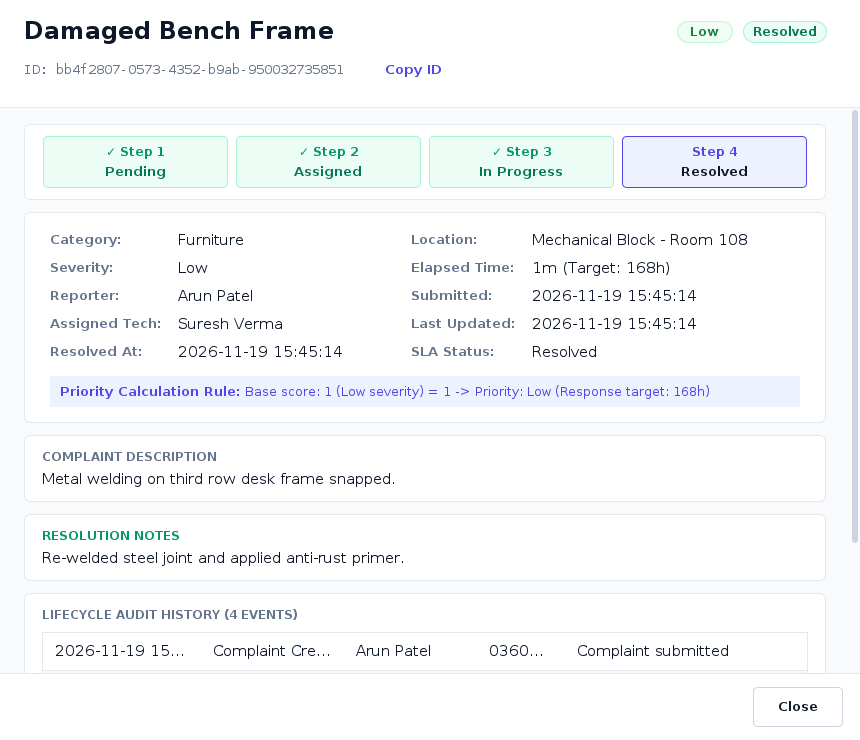 Damaged Bench Frame
Low
Resolved
ID: bb4f2807-0573-4352-b9ab-950032735851
Copy ID
✓ Step 1
Pending
✓ Step 2
Assigned
✓ Step 3
In Progress
Step 4
Resolved
Category: Furniture
Location: Mechanical Block - Room 108
Severity: Low
Elapsed Time: 1m (Target: 168h)
Reporter: Arun Patel
Submitted: 2026-11-19 15:45:14
Assigned Tech: Suresh Verma
Last Updated: 2026-11-19 15:45:14
Resolved At: 2026-11-19 15:45:14
SLA Status: Resolved
Priority Calculation Rule: Base score: 1 (Low severity) = 1 -> Priority: Low (Response target: 168h)
COMPLAINT DESCRIPTION
Metal welding on third row desk frame snapped.
RESOLUTION NOTES
Re-welded steel joint and applied anti-rust primer.
LIFECYCLE AUDIT HISTORY (4 EVENTS)
2026-11-19 15... Complaint Cre... Arun Patel 0360... Complaint submitted
Close